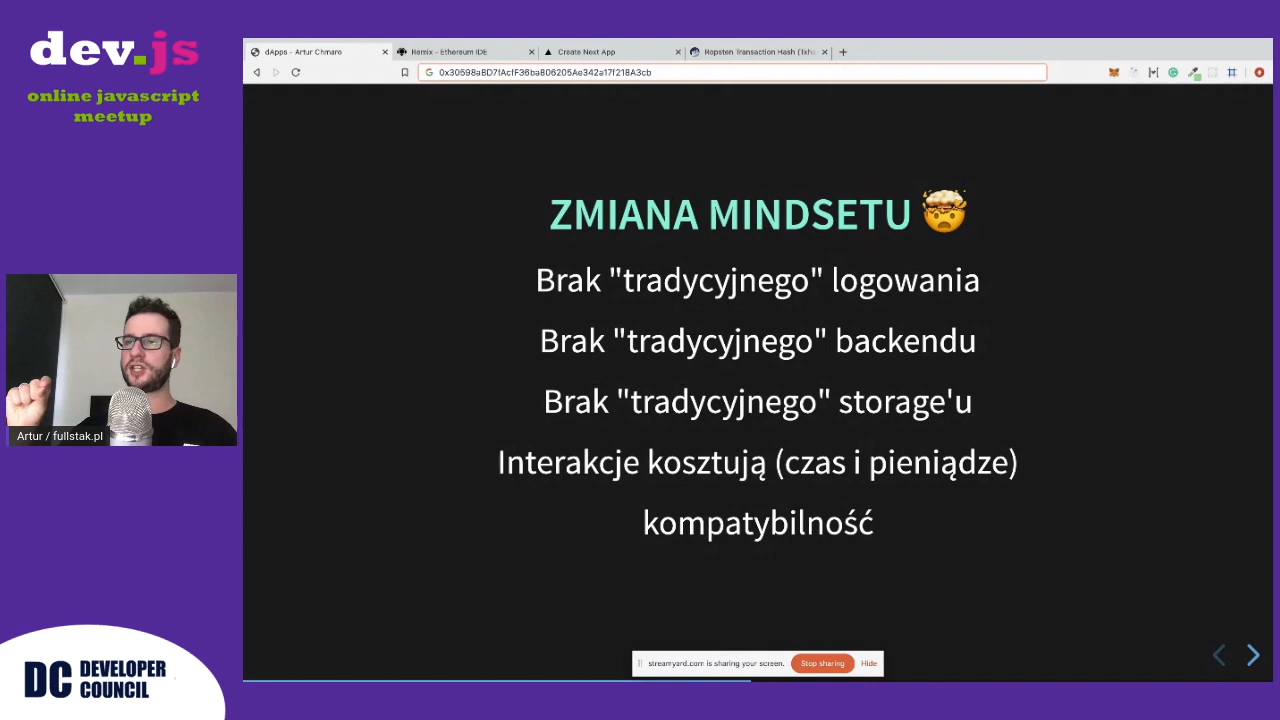 dev.js
online javascript
meetup
dApps - Artur Chmaro
Remix - Ethereum IDE
Create Next App
Ropsten Transaction Hash (Txha
0x30598aBD7fAcfF36ba806205Ae342a17f218A3cb
ZMIANA MINDSETU 🤯
Brak "tradycyjnego" logowania
Brak "tradycyjnego" backendu
Brak "tradycyjnego" storage'u
Interakcje kosztują (czas i pieniądze)
kompatybilność
Artur / fullstak.pl
streamyard.com is sharing your screen.
Stop sharing
Hide
DC DEVELOPER
COUNCIL